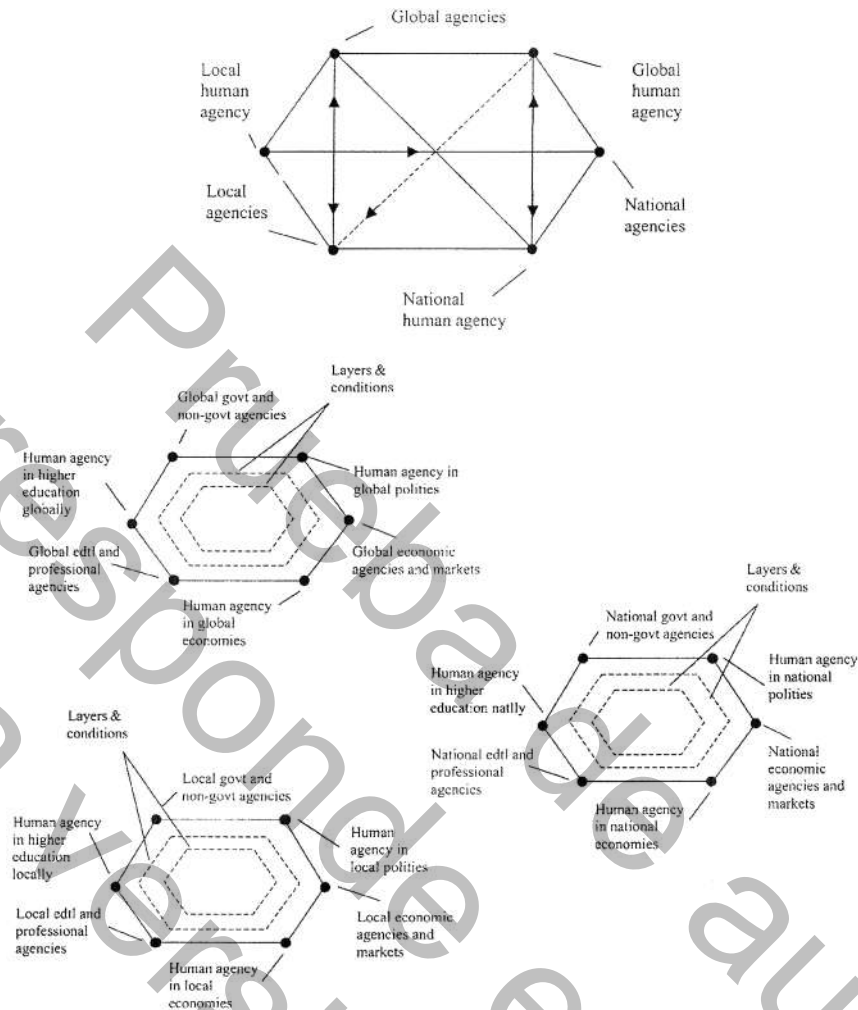 Global agencies
Local
human
agency
Global
human
agency
Local
agencies
National
agencies
National
human agency
Layers &
conditions
Global govt and
non-govt agencies
Human agency
in higher
education
globally
Human agency in
global polities
Global edtl and
professional
agencies
Global economic
agencies and markets
Human agency
in global
economies
Layers &
conditions
National govt and
non-govt agencies
Human agency
in higher
education natlly
Human agency
in national
polities
National edtl and
professional
agencies
National
economic
agencies and
markets
Human agency
in national
economies
Layers &
conditions
Local govt and
non-govt agencies
Human agency
in higher
education
locally
Human
agency in
local polities
Local edtl and
professional
agencies
Local economic
agencies and
markets
Human agency
in local
economies
Prueba de au
responde
vers